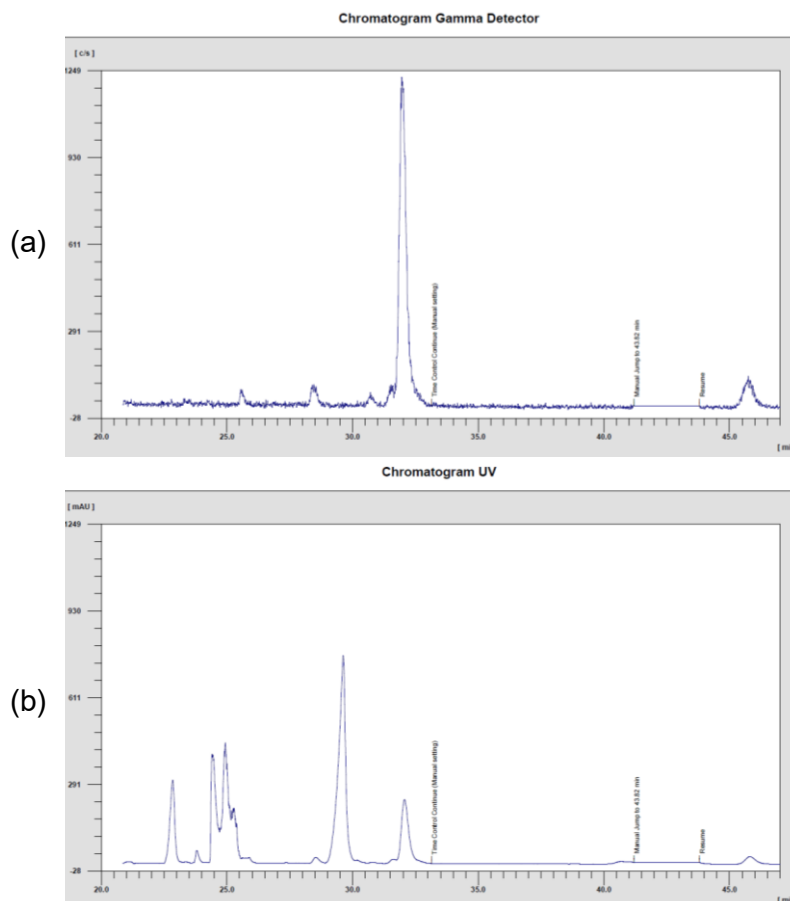 Chromatogram Gamma Detector
[ c/s ]
1249
930
611
291
-28
(a)
Time Control Continue (Manual setting)
Manual Jump to 43.82 min
Resume
20.0 25.0 30.0 35.0 40.0 45.0
Chromatogram UV
[ mAU ]
1249
930
611
291
-28
(b)
Time Control Continue (Manual setting)
Manual Jump to 43.82 min
Resume
20.0 25.0 30.0 35.0 40.0 45.0